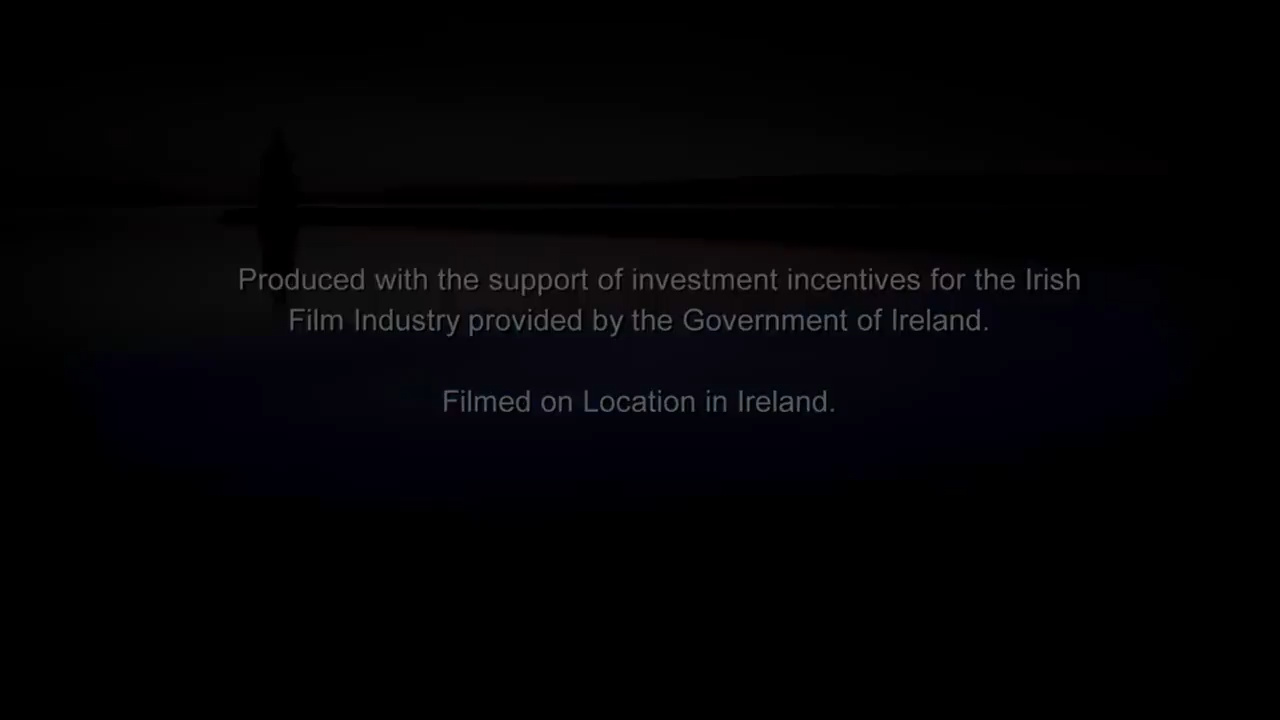 Produced with the support of investment incentives for the Irish
Film Industry provided by the Government of Ireland.
Filmed on Location in Ireland.